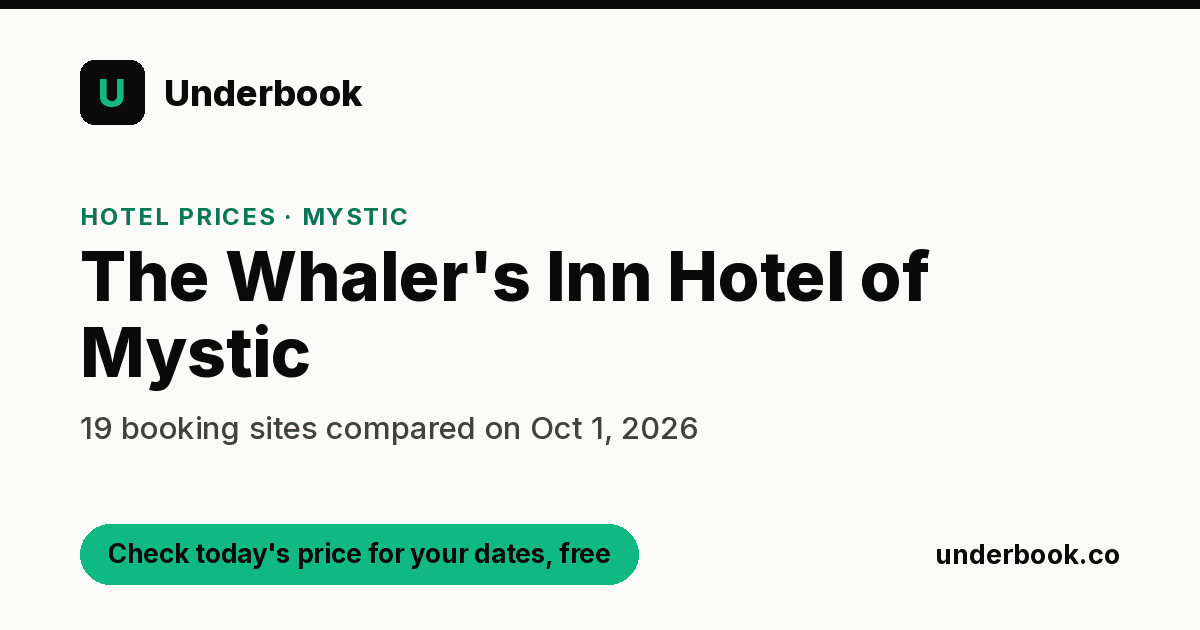 U Underbook
HOTEL PRICES · MYSTIC
The Whaler's Inn Hotel of
Mystic
19 booking sites compared on Oct 1, 2026
Check today's price for your dates, free
underbook.co